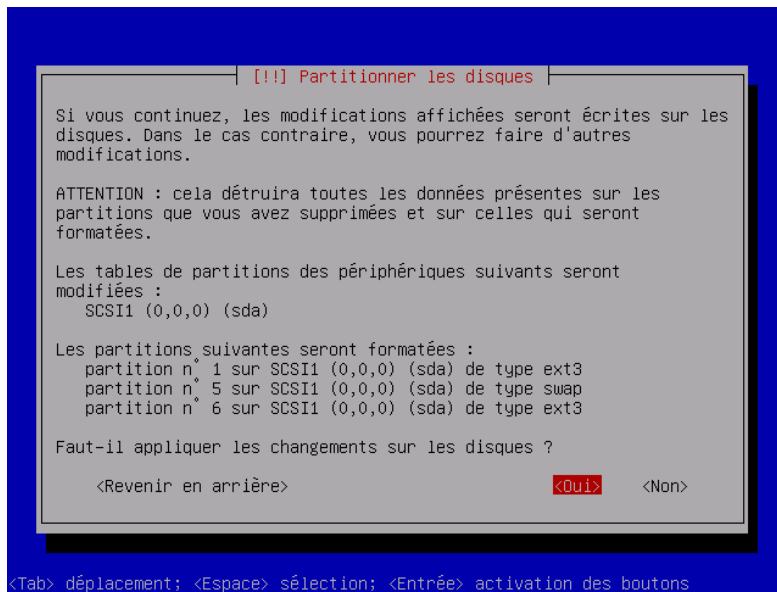 [!!] Partitionner les disques
Si vous continuez, les modifications affichées seront écrites sur les
disques. Dans le cas contraire, vous pourrez faire d'autres
modifications.
ATTENTION : cela détruira toutes les données présentes sur les
partitions que vous avez supprimées et sur celles qui seront
formatées.
Les tables de partitions des périphériques suivants seront
modifiées :
SCSI1 (0,0,0) (sda)
Les partitions suivantes seront formatées :
partition n° 1 sur SCSI1 (0,0,0) (sda) de type ext3
partition n° 5 sur SCSI1 (0,0,0) (sda) de type swap
partition n° 6 sur SCSI1 (0,0,0) (sda) de type ext3
Faut-il appliquer les changements sur les disques ?
<Revenir en arrière> <Oui> <Non>
<Tab> déplacement; <Espace> sélection; <Entrée> activation des boutons